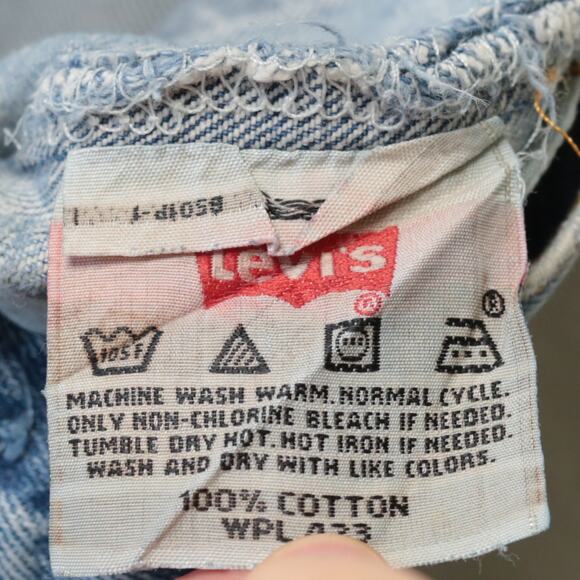 Levi's
®
®
105F
MACHINE WASH WARM. NORMAL CYCLE.
ONLY NON-CHLORINE BLEACH IF NEEDED.
TUMBLE DRY HOT. HOT IRON IF NEEDED.
WASH AND DRY WITH LIKE COLORS.
100% COTTON
WPL 423